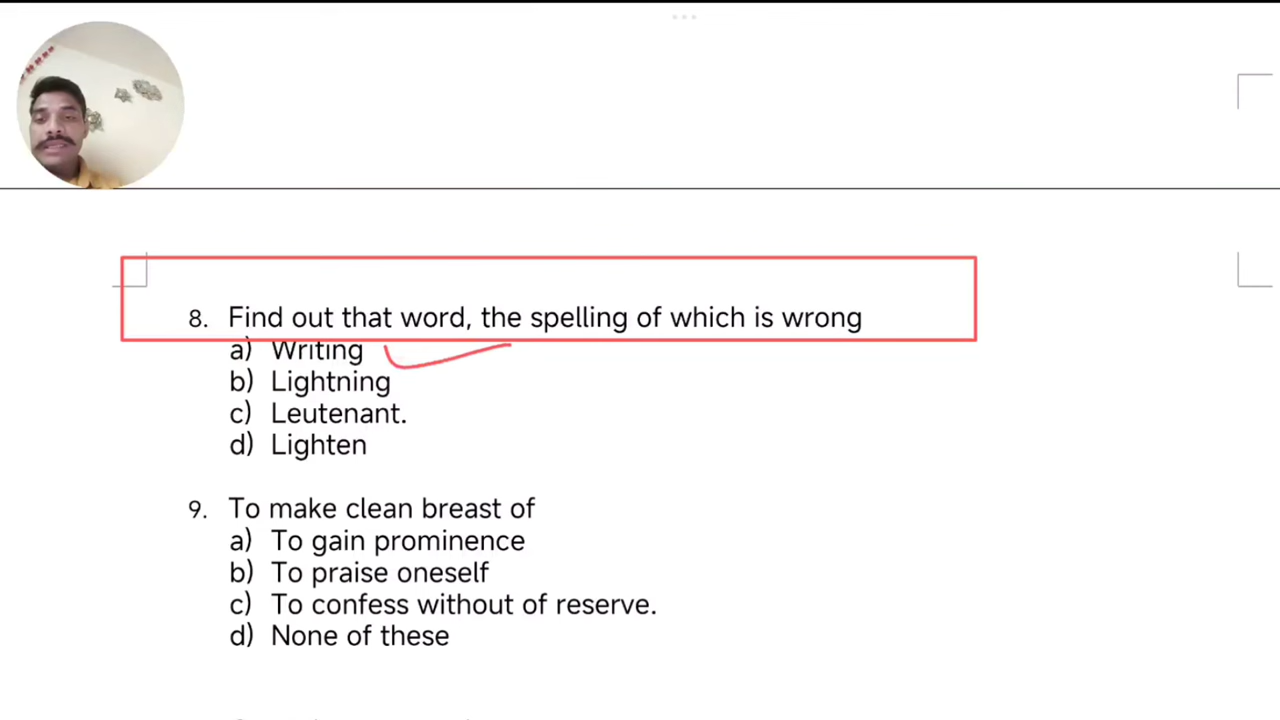 8. Find out that word, the spelling of which is wrong
a) Writing
b) Lightning
c) Leutenant.
d) Lighten
9. To make clean breast of
a) To gain prominence
b) To praise oneself
c) To confess without of reserve.
d) None of these